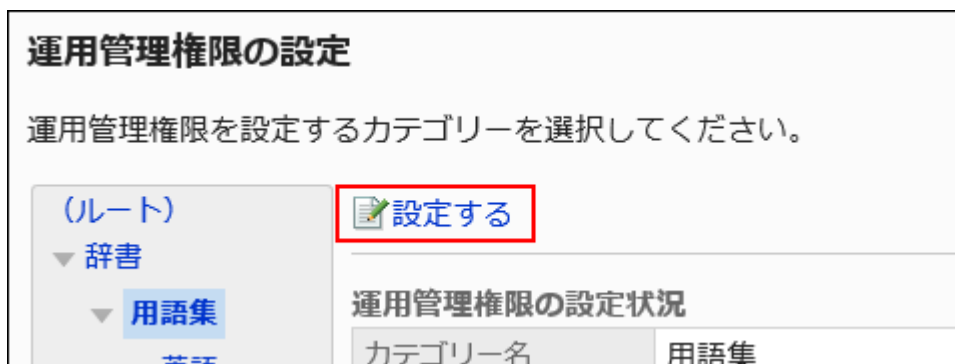 運用管理権限の設定
運用管理権限を設定するカテゴリーを選択してください。
(ルート)
辞書
用語集
英語
設定する
運用管理権限の設定状況
カテゴリー名
用語集